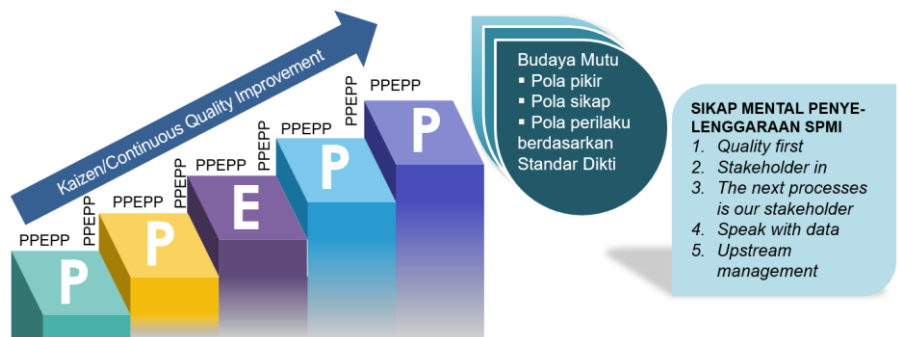 Kaizen/Continuous Quality Improvement
PPEPP
P
PPEPP
PPEPP
P
PPEPP
PPEPP
E
PPEPP
PPEPP
P
PPEPP
PPEPP
P
Budaya Mutu
▪ Pola pikir
▪ Pola sikap
▪ Pola perilaku
berdasarkan
Standar Dikti
SIKAP MENTAL PENYE-
LENGGARAAN SPMI
1. Quality first
2. Stakeholder in
3. The next processes
is our stakeholder
4. Speak with data
5. Upstream
management